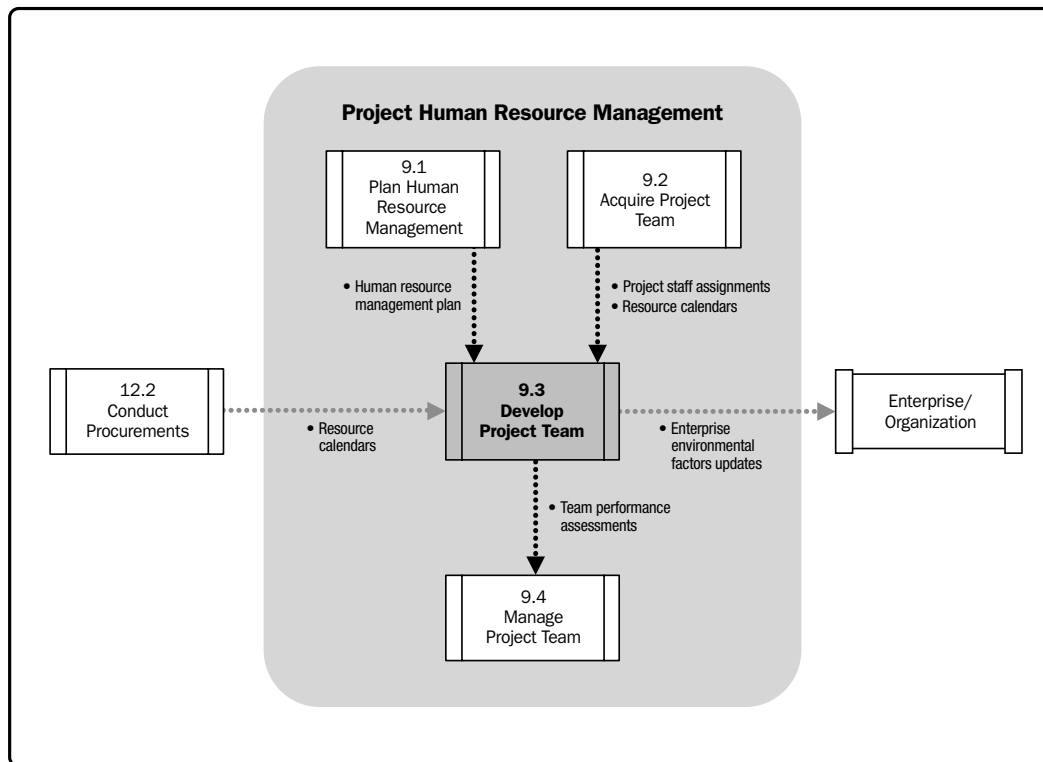 Project Human Resource Management
9.1
Plan Human
Resource
Management
9.2
Acquire Project
Team
• Human resource
management plan
• Project staff assignments
• Resource calendars
12.2
Conduct
Procurements
• Resource
calendars
9.3
Develop
Project Team
• Enterprise
environmental
factors updates
Enterprise/
Organization
• Team performance
assessments
9.4
Manage
Project Team